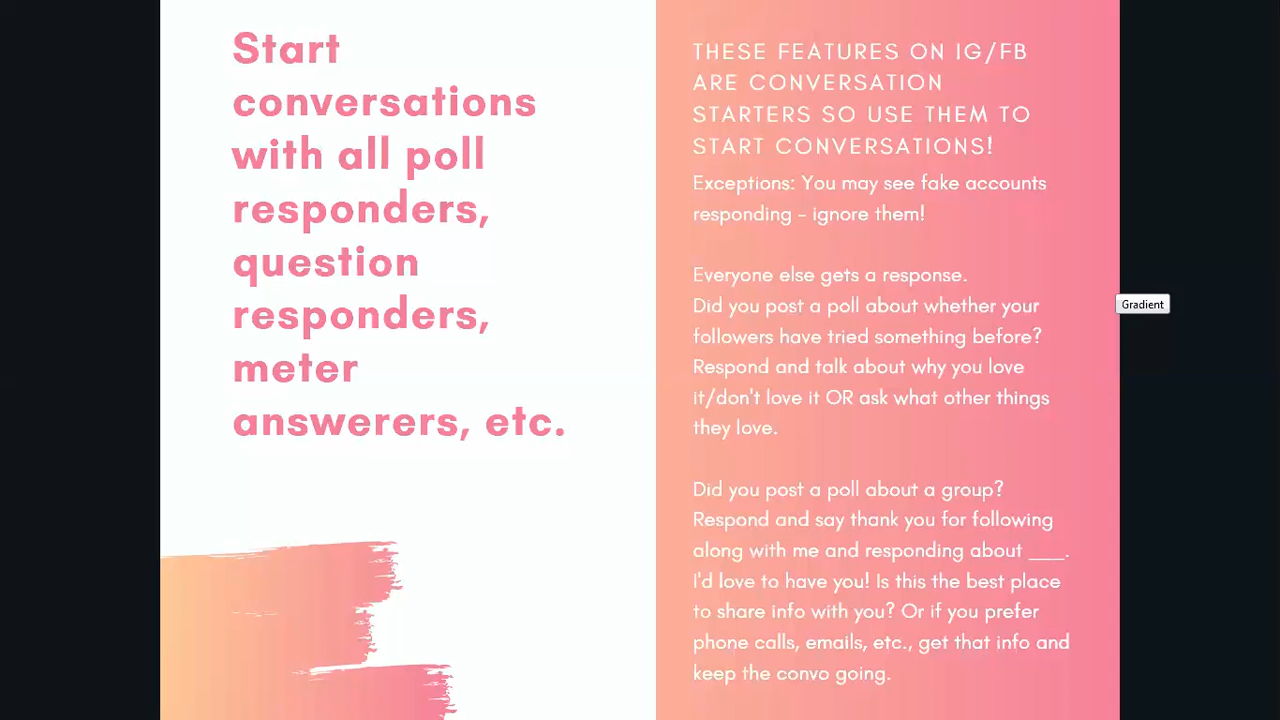 Start
conversations
with all poll
responders,
question
responders,
meter
answerers, etc.
THESE FEATURES ON IG/FB
ARE CONVERSATION
STARTERS SO USE THEM TO
START CONVERSATIONS!
Exceptions: You may see fake accounts
responding - ignore them!
Everyone else gets a response.
Did you post a poll about whether your
followers have tried something before?
Respond and talk about why you love
it/don't love it OR ask what other things
they love.
Did you post a poll about a group?
Respond and say thank you for following
along with me and responding about ____.
I'd love to have you! Is this the best place
to share info with you? Or if you prefer
phone calls, emails, etc., get that info and
keep the convo going.
Gradient